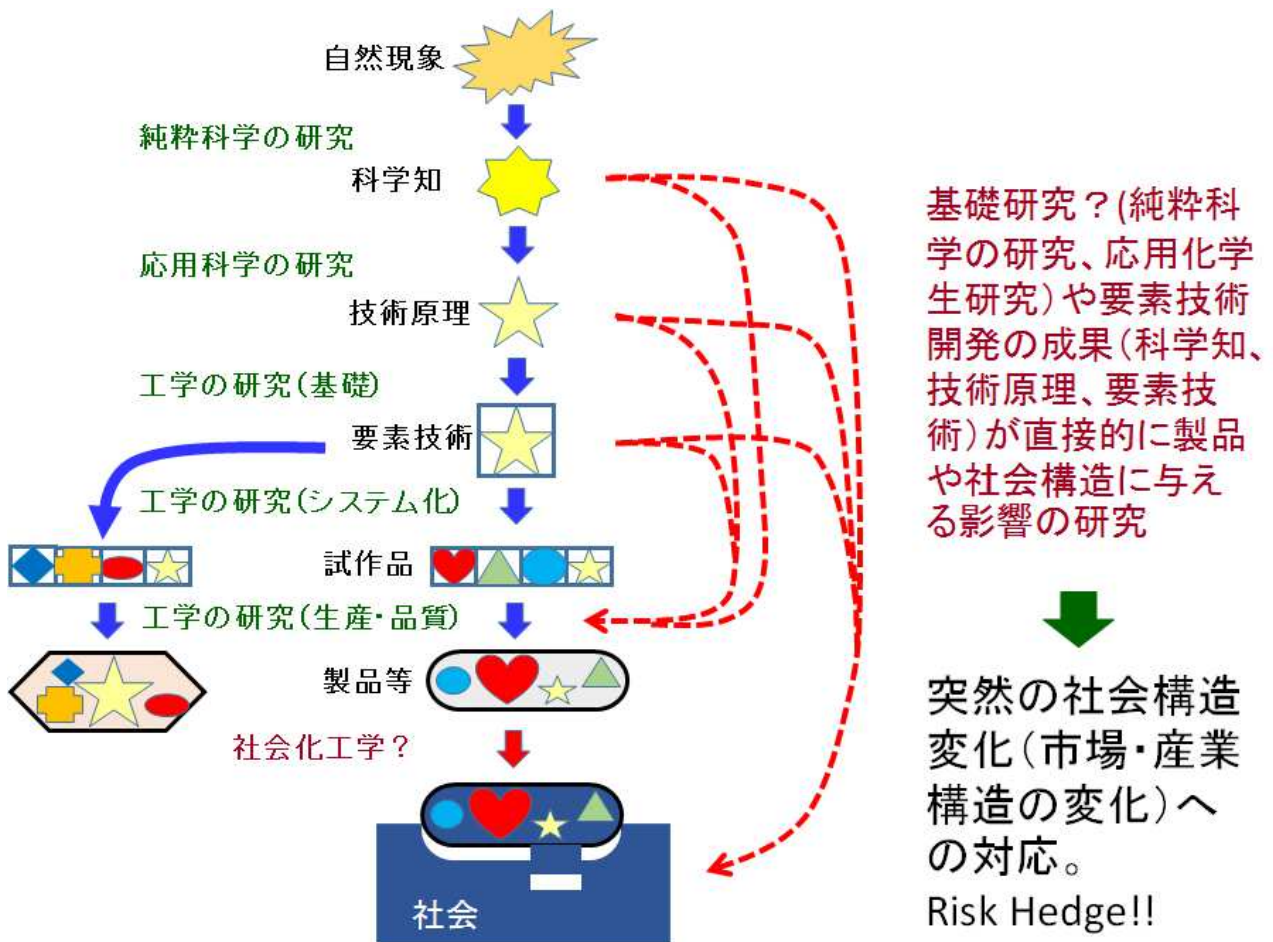 自然現象
純粋科学の研究
科学知
応用科学の研究
技術原理
工学の研究(基礎)
要素技術
工学の研究(システム化)
試作品
工学の研究(生産・品質)
製品等
社会化工学？
社会
基礎研究？(純粋科
学の研究、応用化学
生研究)や要素技術
開発の成果(科学知、
技術原理、要素技
術)が直接的に製品
や社会構造に与え
る影響の研究
突然の社会構造
変化(市場・産業
構造の変化)へ
の対応。
Risk Hedge!!